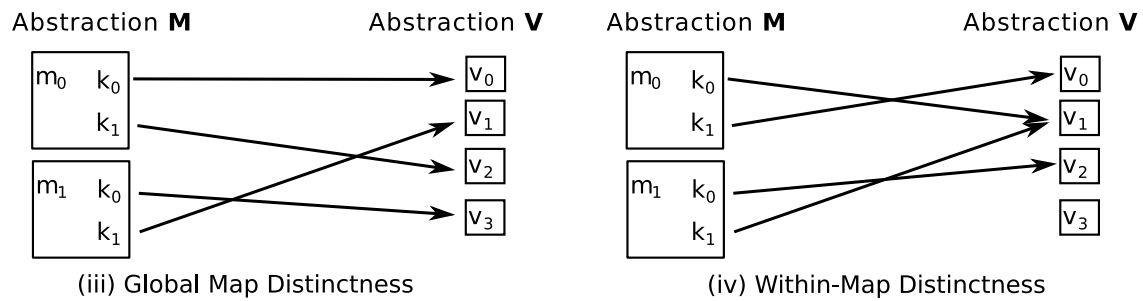 Abstraction M Abstraction V
m₀ k₀ v₀
k₁ v₁
m₁ k₀ v₂
k₁ v₃
(iii) Global Map Distinctness
Abstraction M Abstraction V
m₀ k₀ v₀
k₁ v₁
m₁ k₀ v₂
k₁ v₃
(iv) Within-Map Distinctness